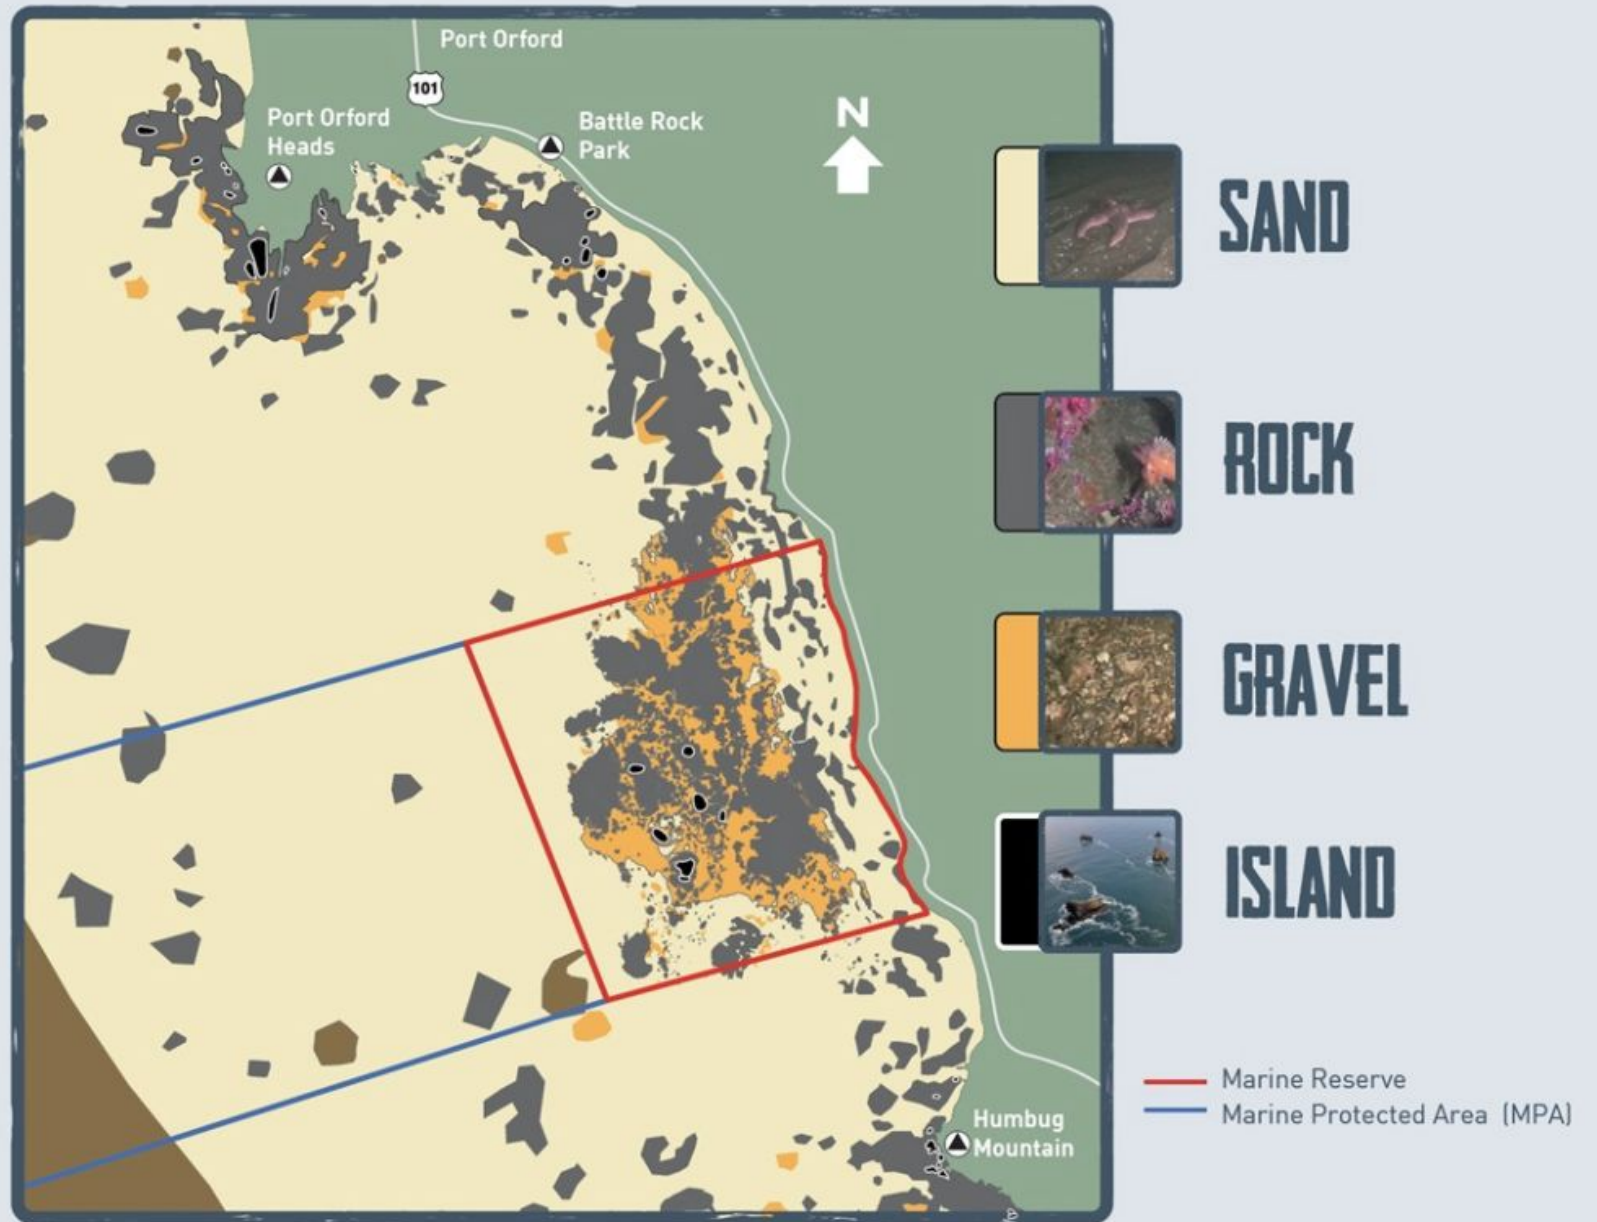 Port Orford
101
Port Orford
Heads
Battle Rock
Park
N
SAND
ROCK
GRAVEL
ISLAND
Marine Reserve
Marine Protected Area (MPA)
Humbug
Mountain